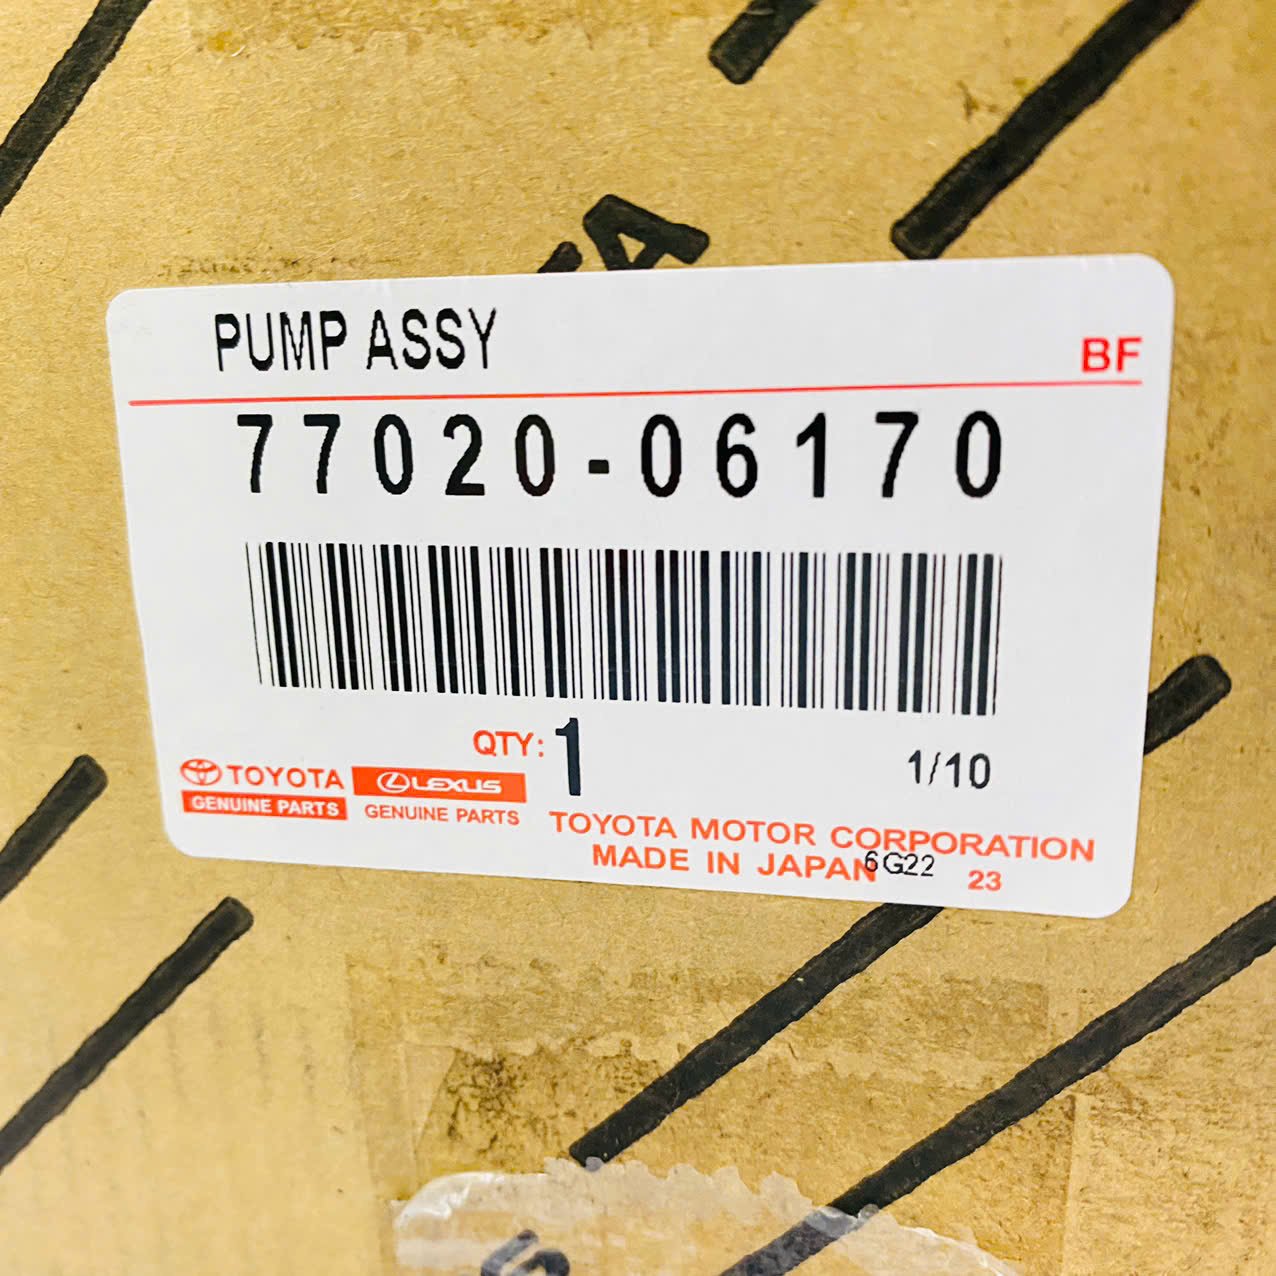 PUMP ASSY
BF
77020-06170
QTY: 1
1/10
TOYOTA
GENUINE PARTS
LEXUS
GENUINE PARTS
TOYOTA MOTOR CORPORATION
MADE IN JAPAN
6G22
23